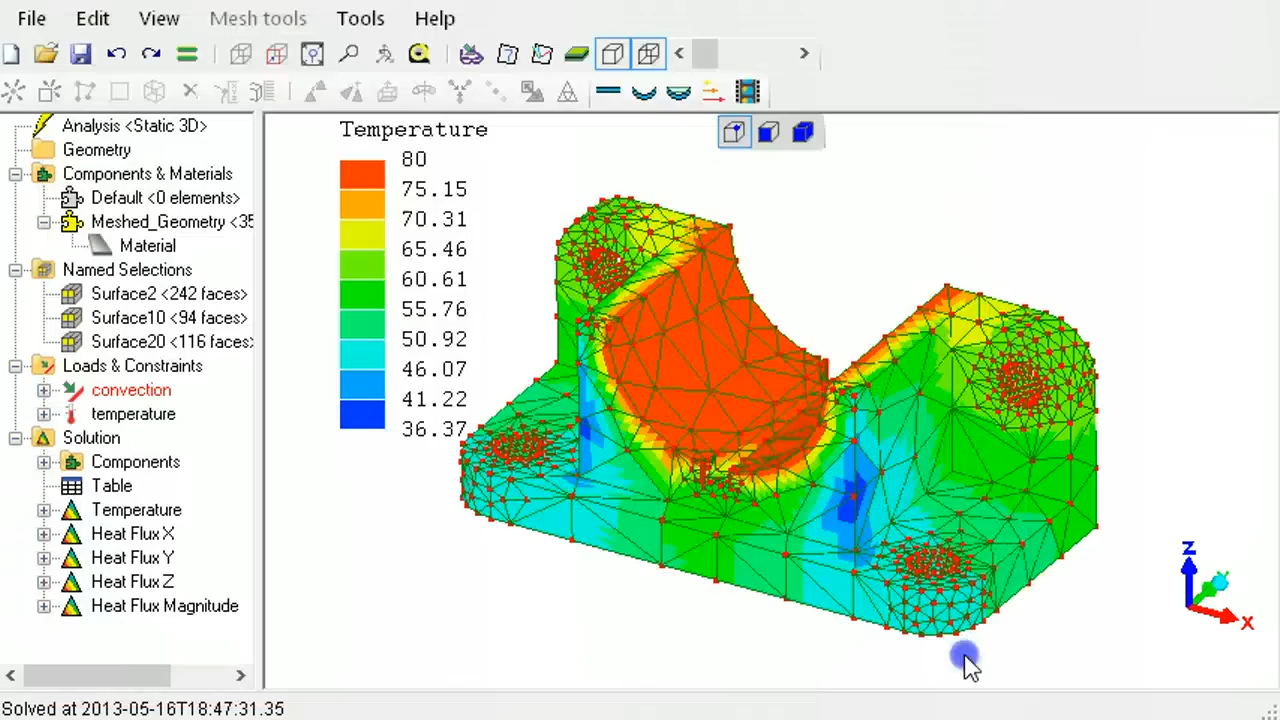 File Edit View Mesh tools Tools Help
Analysis <Static 3D>
Geometry
Components & Materials
Default <0 elements>
Meshed_Geometry <35
Material
Named Selections
Surface2 <242 faces>
Surface10 <94 faces>
Surface20 <116 faces>
Loads & Constraints
convection
temperature
Solution
Components
Table
Temperature
Heat Flux X
Heat Flux Y
Heat Flux Z
Heat Flux Magnitude
Temperature
80
75.15
70.31
65.46
60.61
55.76
50.92
46.07
41.22
36.37
Z
X
Solved at 2013-05-16T18:47:31.35